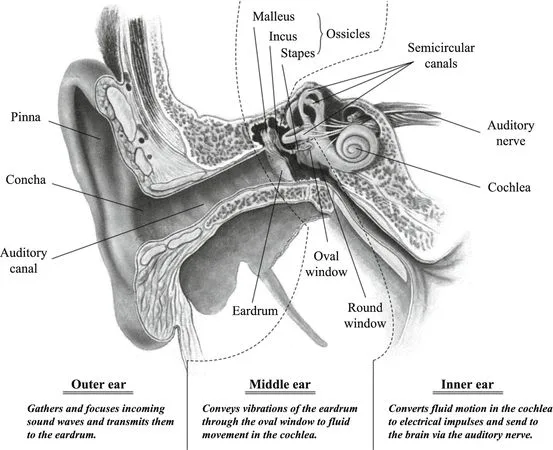 Malleus
Incus
Stapes
Ossicles
Semicircular
canals
Pinna
Auditory
nerve
Concha
Cochlea
Auditory
canal
Oval
window
Eardrum
Round
window
Outer ear
Gathers and focuses incoming
sound waves and transmits them
to the eardrum.
Middle ear
Conveys vibrations of the eardrum
through the oval window to fluid
movement in the cochlea.
Inner ear
Converts fluid motion in the cochlea
to electrical impulses and send to
the brain via the auditory nerve.